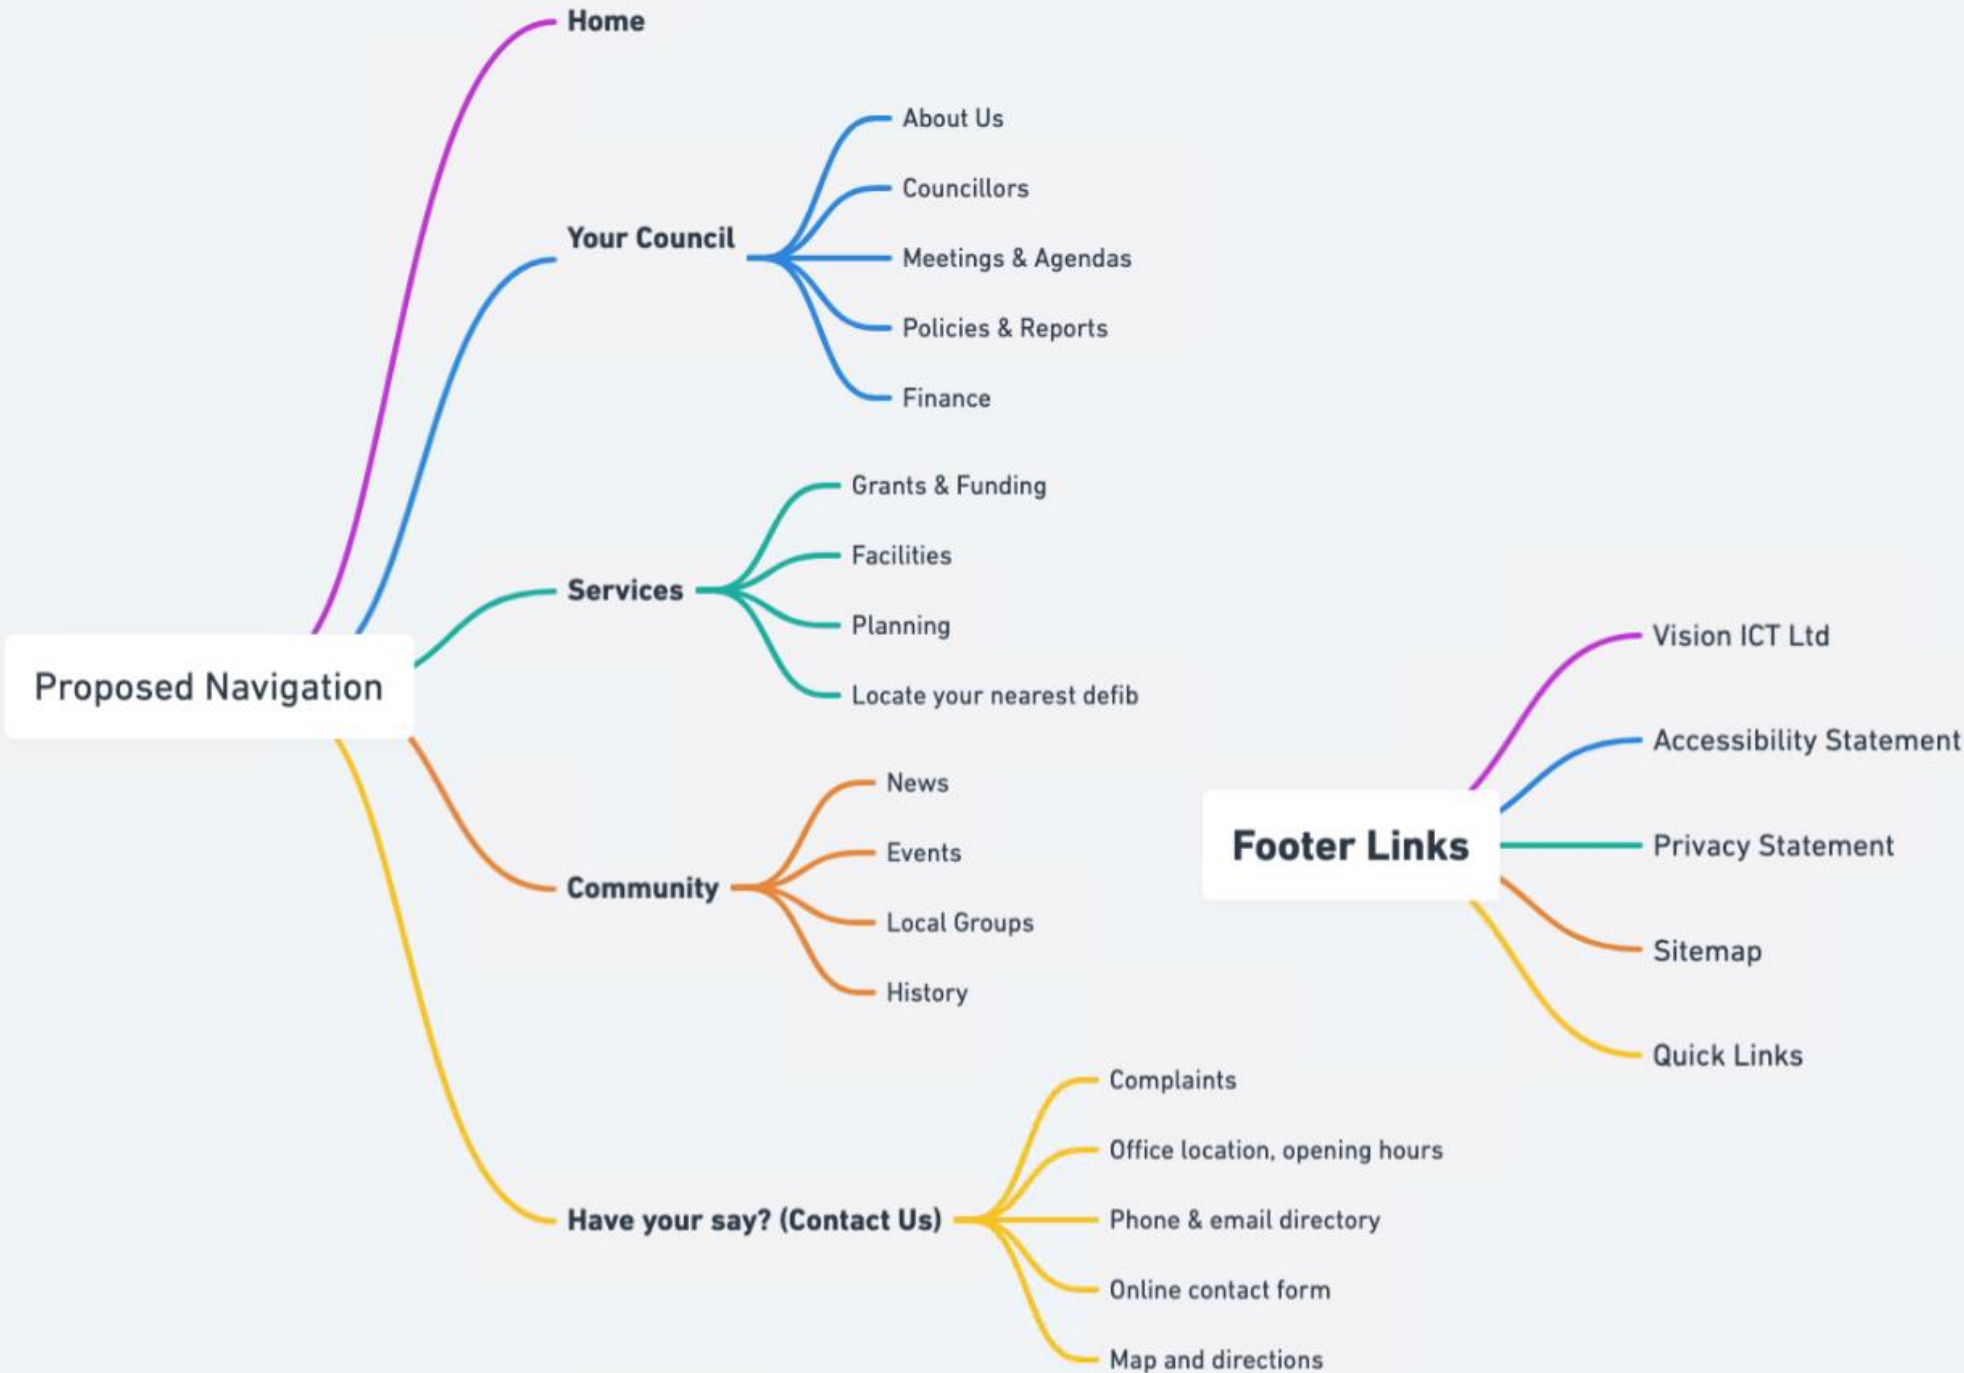 Home
Your Council
About Us
Councillors
Meetings & Agendas
Policies & Reports
Finance
Services
Grants & Funding
Facilities
Planning
Locate your nearest defib
Proposed Navigation
Community
News
Events
Local Groups
History
Have your say? (Contact Us)
Complaints
Office location, opening hours
Phone & email directory
Online contact form
Map and directions
Footer Links
Vision ICT Ltd
Accessibility Statement
Privacy Statement
Sitemap
Quick Links